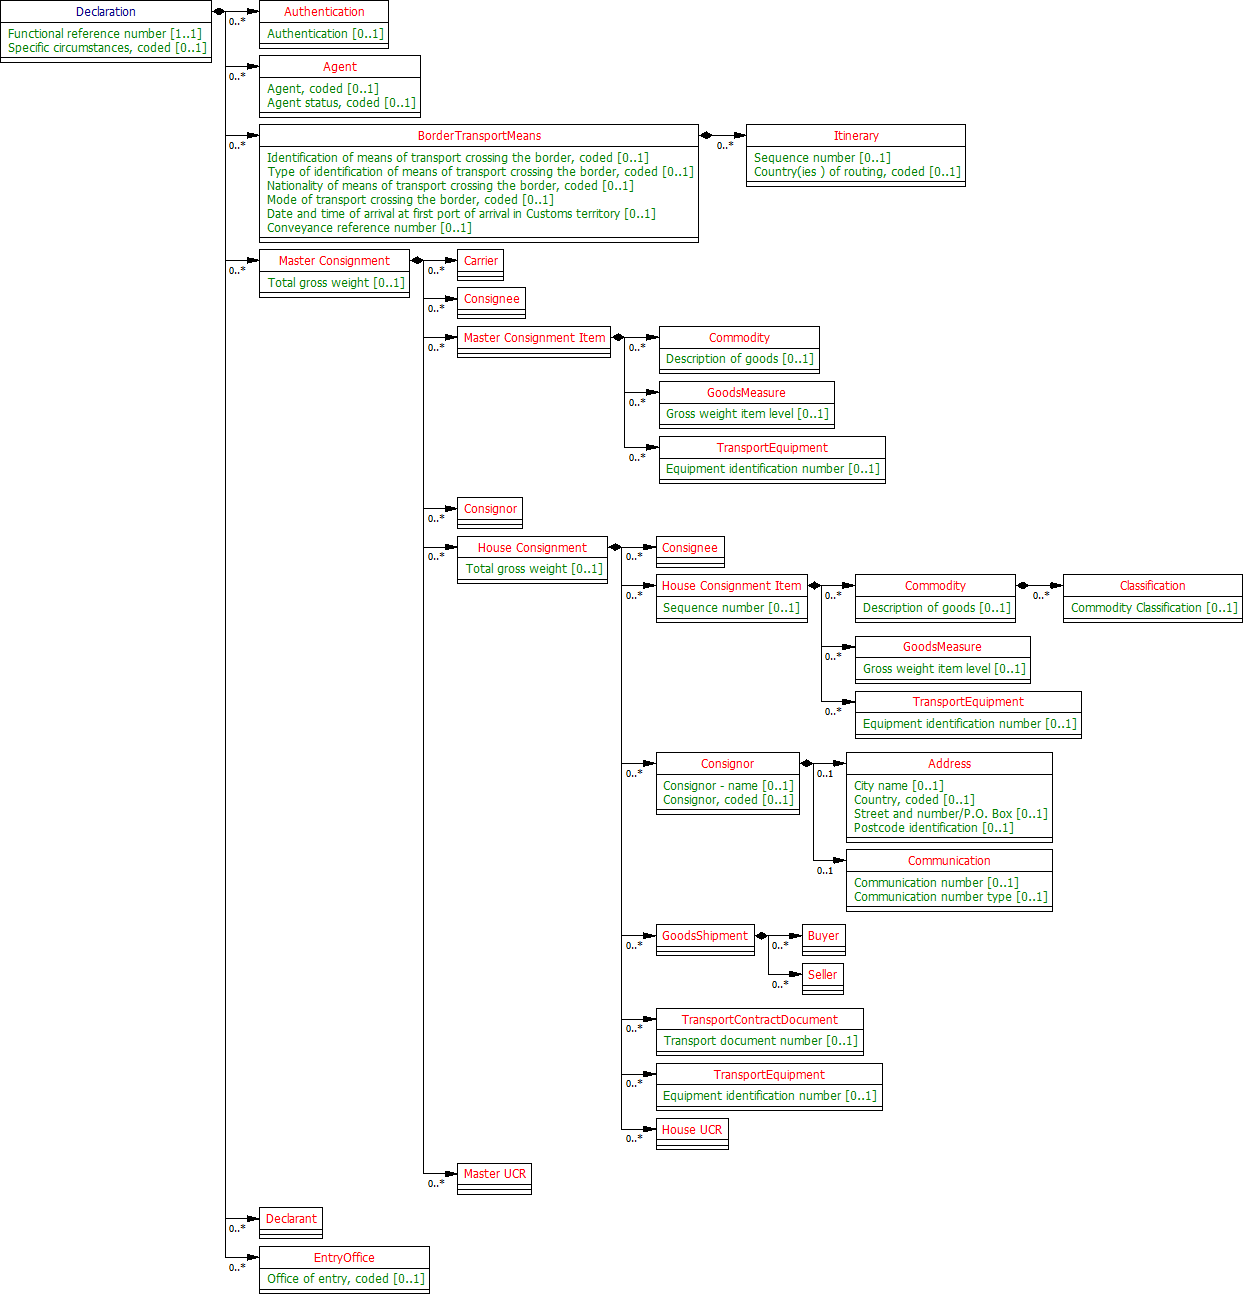 Declaration
Functional reference number [1..1]
Specific circumstances, coded [0..1]
0..*
Authentication
Authentication [0..1]
0..*
Agent
Agent, coded [0..1]
Agent status, coded [0..1]
0..*
BorderTransportMeans
Identification of means of transport crossing the border, coded [0..1]
Type of identification of means of transport crossing the border, coded [0..1]
Nationality of means of transport crossing the border, coded [0..1]
Mode of transport crossing the border, coded [0..1]
Date and time of arrival at first port of arrival in Customs territory [0..1]
Conveyance reference number [0..1]
0..*
Itinerary
Sequence number [0..1]
Country(ies ) of routing, coded [0..1]
0..*
Master Consignment
Total gross weight [0..1]
0..*
Carrier
0..*
Consignee
0..*
Master Consignment Item
0..*
Commodity
Description of goods [0..1]
0..*
GoodsMeasure
Gross weight item level [0..1]
0..*
TransportEquipment
Equipment identification number [0..1]
0..*
Consignor
0..*
House Consignment
Total gross weight [0..1]
0..*
Consignee
0..*
House Consignment Item
Sequence number [0..1]
0..*
Commodity
Description of goods [0..1]
0..*
Classification
Commodity Classification [0..1]
0..*
GoodsMeasure
Gross weight item level [0..1]
0..*
TransportEquipment
Equipment identification number [0..1]
0..*
Consignor
Consignor - name [0..1]
Consignor, coded [0..1]
0..1
Address
City name [0..1]
Country, coded [0..1]
Street and number/P.O. Box [0..1]
Postcode identification [0..1]
0..1
Communication
Communication number [0..1]
Communication number type [0..1]
0..*
GoodsShipment
0..*
Buyer
0..*
Seller
0..*
TransportContractDocument
Transport document number [0..1]
0..*
TransportEquipment
Equipment identification number [0..1]
0..*
House UCR
0..*
Master UCR
0..*
Declarant
0..*
EntryOffice
Office of entry, coded [0..1]